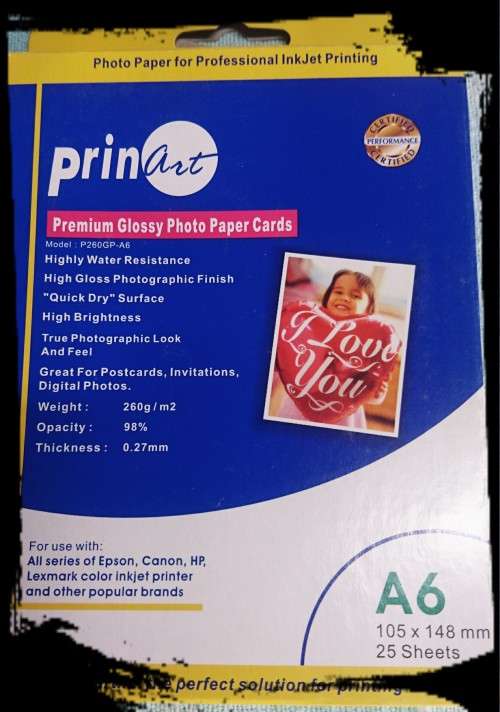 Photo Paper for Professional InkJet Printing
prinArt
CERTIFIED
PERFORMANCE
CERTIFIED
Premium Glossy Photo Paper Cards
Model : P260GP-A6
Highly Water Resistance
High Gloss Photographic Finish
"Quick Dry" Surface
High Brightness
True Photographic Look
And Feel
Great For Postcards, Invitations,
Digital Photos.
Weight : 260g/m2
Opacity : 98%
Thickness : 0.27mm
I Love
You
For use with:
All series of Epson, Canon, HP,
Lexmark color inkjet printer
and other popular brands
A6
105 x 148 mm
25 Sheets
perfect solution for printing